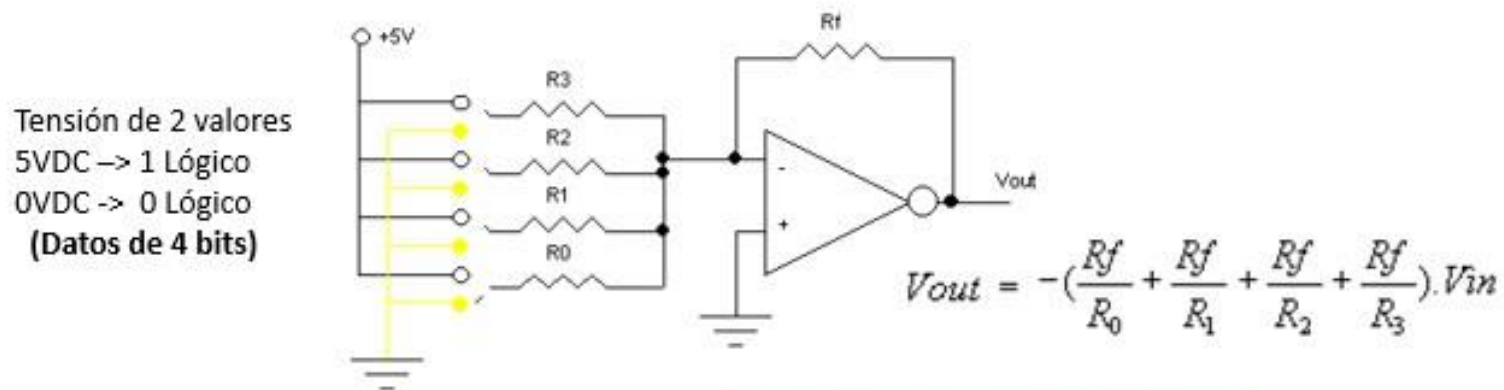 Tensión de 2 valores
5VDC –> 1 Lógico
0VDC -> 0 Lógico
(Datos de 4 bits)
+5V
R3
R2
R1
R0
Rf
-
+
Vout
Vout = -(Rf/R₀ + Rf/R₁ + Rf/R₂ + Rf/R₃).Vin